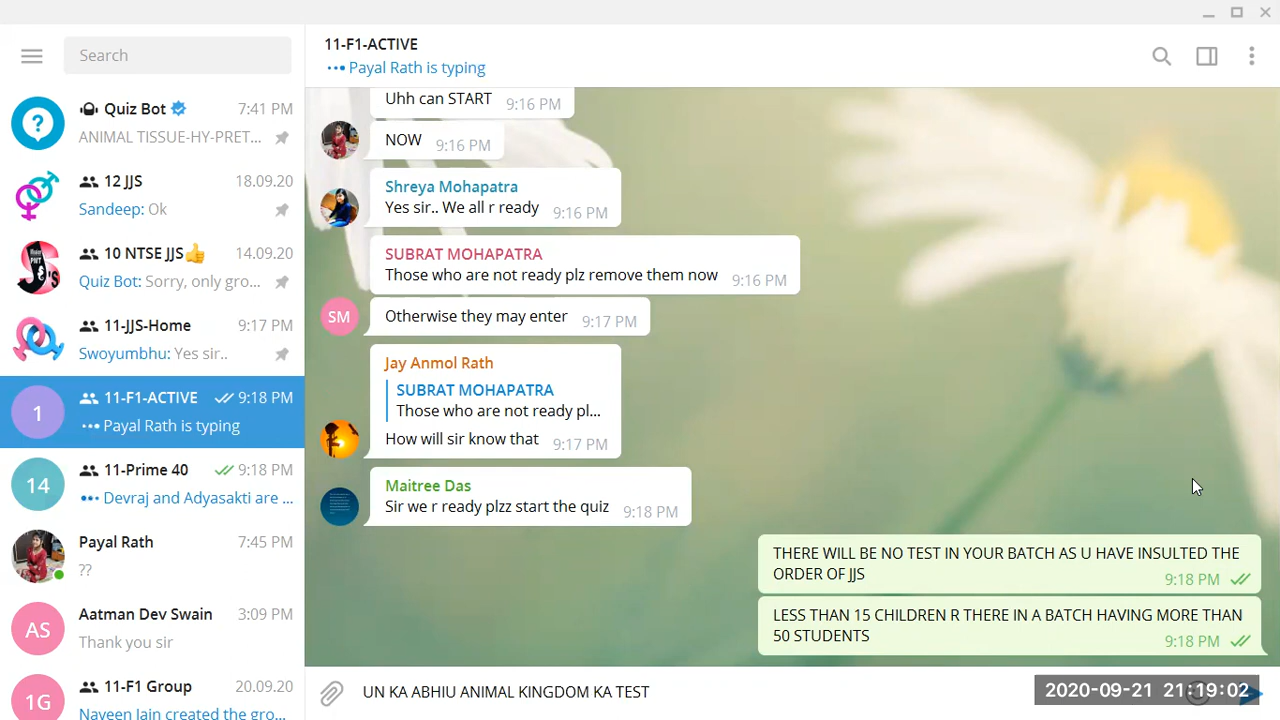 Search
11-F1-ACTIVE
Payal Rath is typing
Quiz Bot 7:41 PM
ANIMAL TISSUE-HY-PRET...
12 JJS 18.09.20
Sandeep: Ok
10 NTSE JJS👍 14.09.20
Quiz Bot: Sorry, only gro...
11-JJS-Home 9:17 PM
Swoyumbhu: Yes sir..
1
11-F1-ACTIVE 9:18 PM
Payal Rath is typing
14
11-Prime 40 9:18 PM
Devraj and Adyasakti are ...
Payal Rath 7:45 PM
??
AS
Aatman Dev Swain 3:09 PM
Thank you sir
1G
11-F1 Group 20.09.20
Naveen Jain created the gro...
Uhh can START 9:16 PM
NOW 9:16 PM
Shreya Mohapatra
Yes sir.. We all r ready 9:16 PM
SUBRAT MOHAPATRA
Those who are not ready plz remove them now 9:16 PM
SM
Otherwise they may enter 9:17 PM
Jay Anmol Rath
SUBRAT MOHAPATRA
Those who are not ready pl...
How will sir know that 9:17 PM
Maitree Das
Sir we r ready plzz start the quiz 9:18 PM
THERE WILL BE NO TEST IN YOUR BATCH AS U HAVE INSULTED THE
ORDER OF JJS 9:18 PM
LESS THAN 15 CHILDREN R THERE IN A BATCH HAVING MORE THAN
50 STUDENTS 9:18 PM
UN KA ABHIU ANIMAL KINGDOM KA TEST
2020-09-21 21:19:02